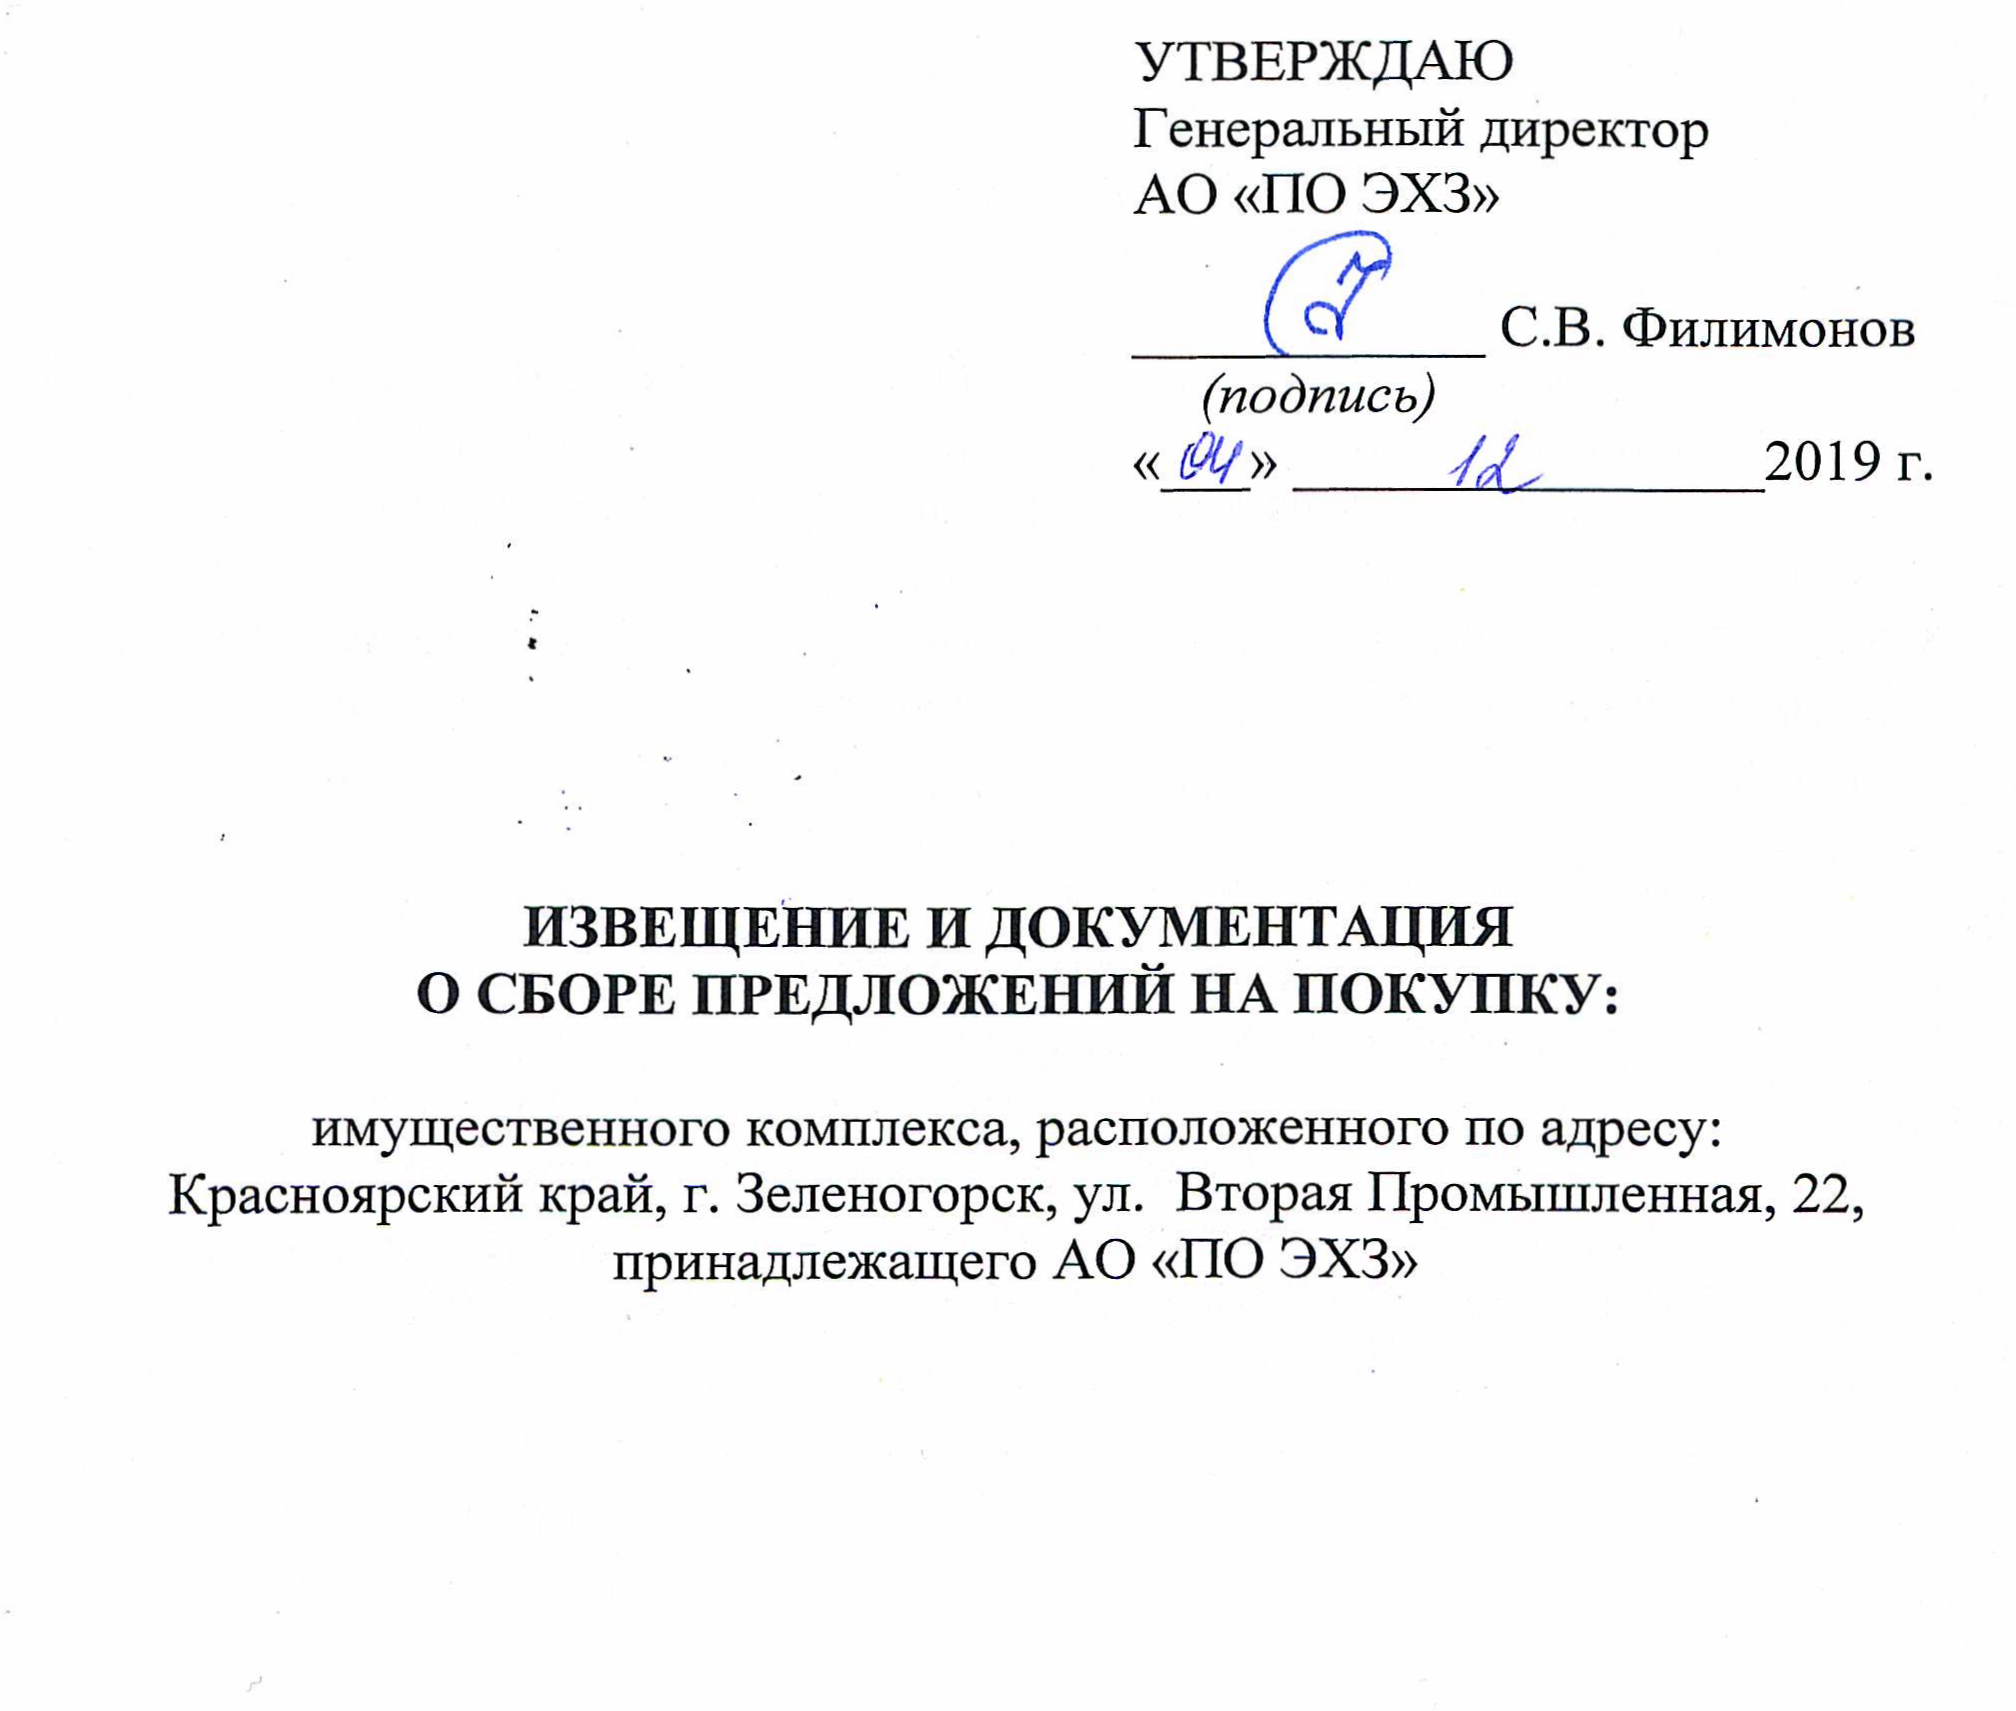 УТВЕРЖДАЮ
Генеральный директор
АО «ПО ЭХЗ»
С.В. Филимонов
(подпись)
«04» 12 2019 г.
ИЗВЕЩЕНИЕ И ДОКУМЕНТАЦИЯ
О СБОРЕ ПРЕДЛОЖЕНИЙ НА ПОКУПКУ:
имущественного комплекса, расположенного по адресу:
Красноярский край, г. Зеленогорск, ул. Вторая Промышленная, 22,
принадлежащего АО «ПО ЭХЗ»